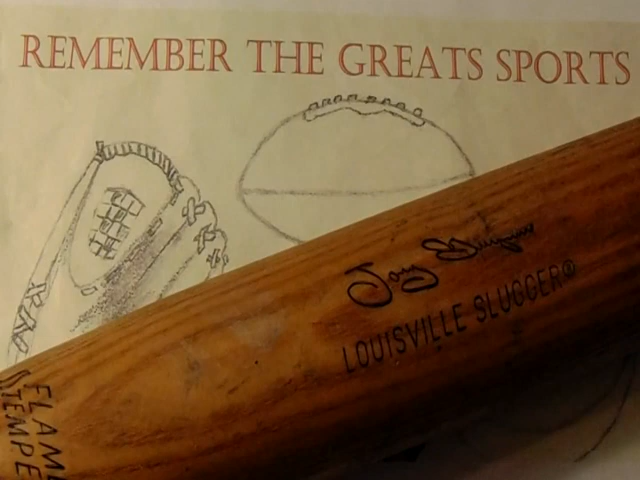 REMEMBER THE GREATS SPORTS
LOUISVILLE SLUGGER®
FLAM
TEMPE